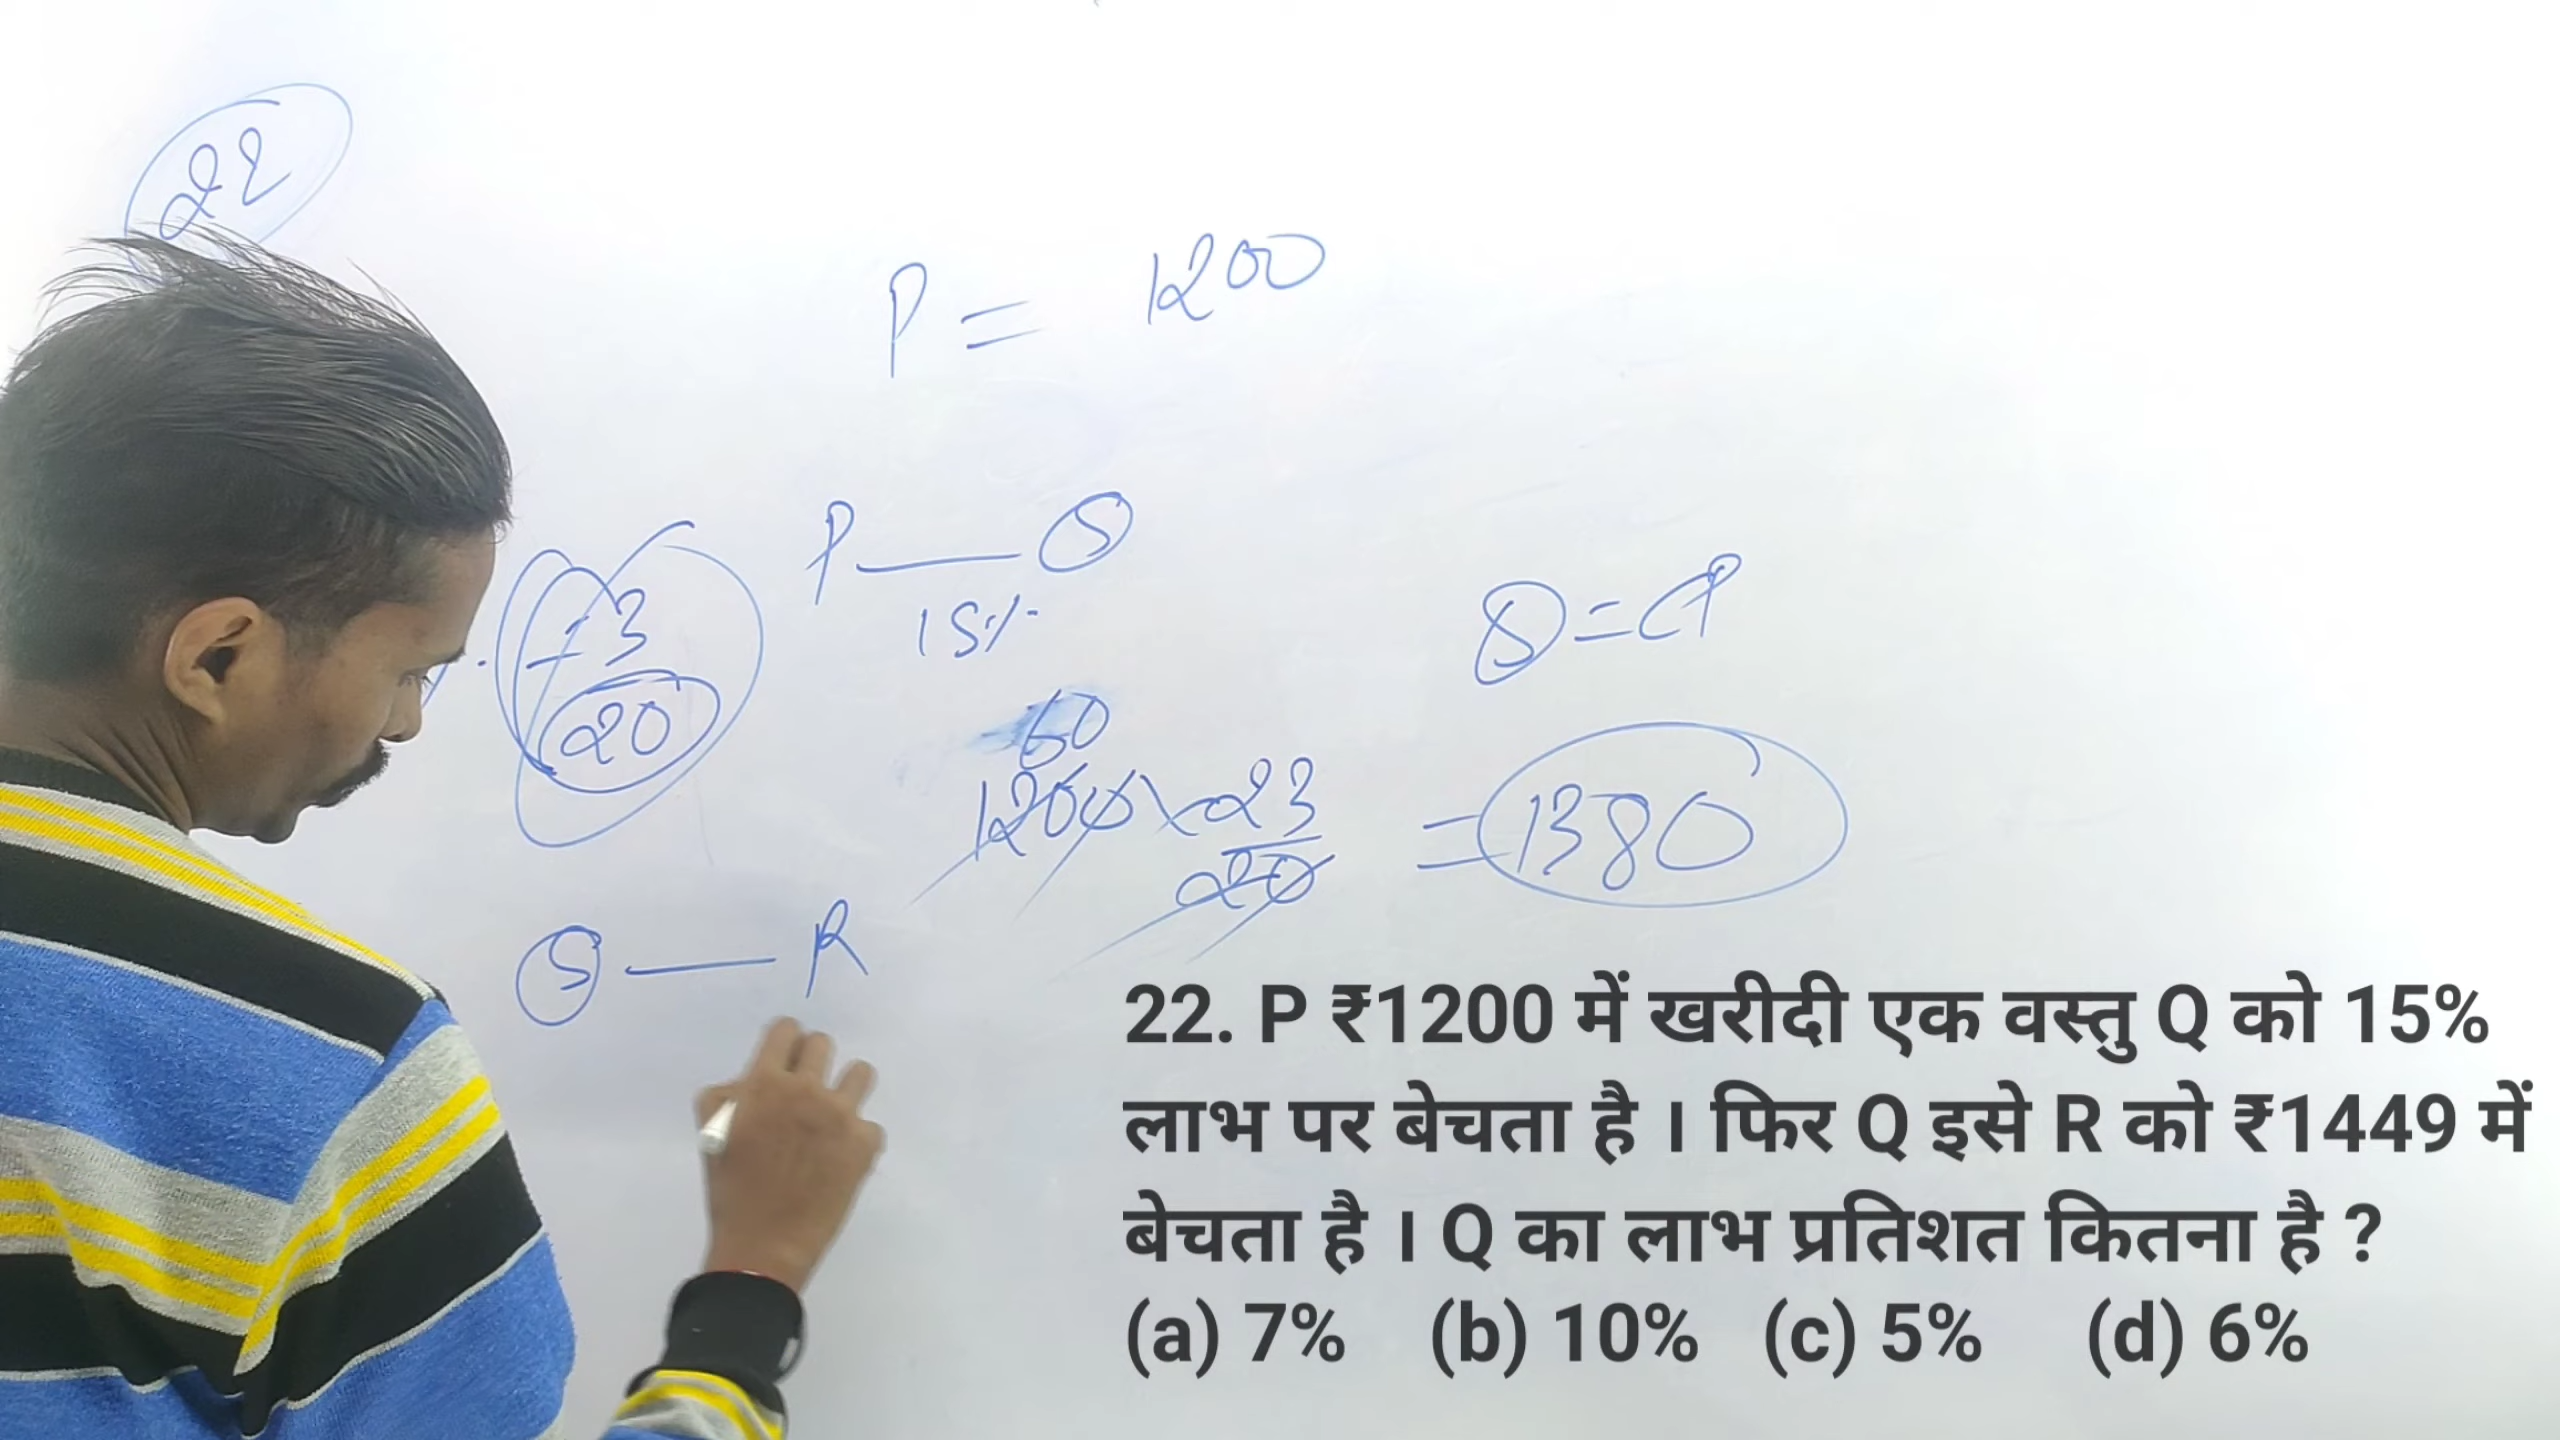 22
P = 1200
P — Q
15%
3
20
Q = CP
60
1200 × 23
20
= 1380
Q — R
22. P ₹1200 में खरीदी एक वस्तु Q को 15%
लाभ पर बेचता है । फिर Q इसे R को ₹1449 में
बेचता है । Q का लाभ प्रतिशत कितना है ?
(a) 7% (b) 10% (c) 5% (d) 6%